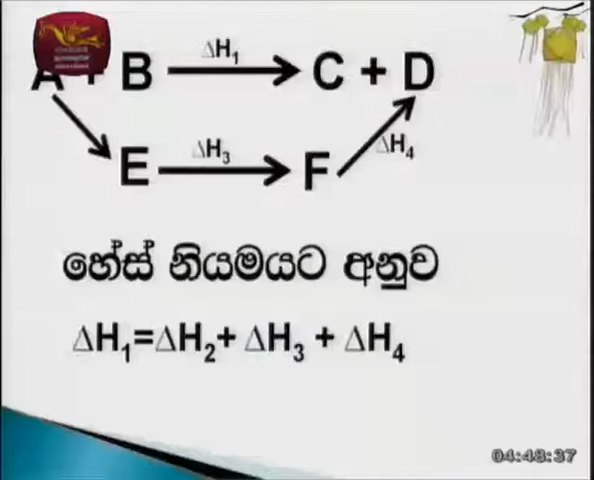 A + B ΔH1 C + D
E ΔH3 F ΔH4
හේස් නියමයට අනුව
ΔH1=ΔH2+ ΔH3 + ΔH4
04:48:37